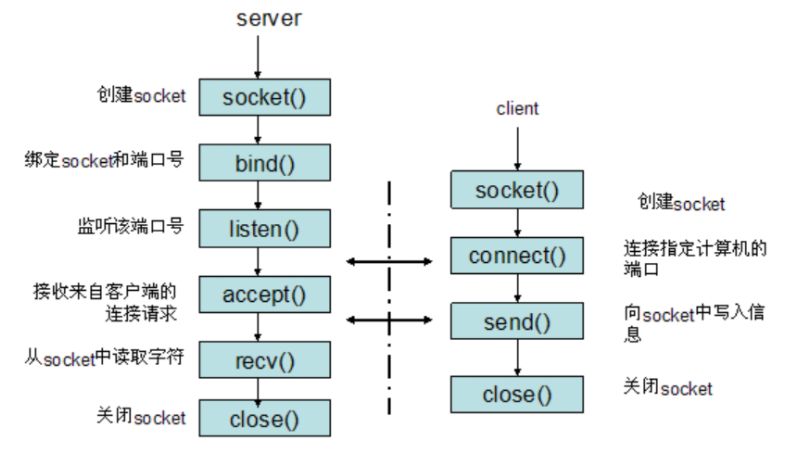 server
创建socket
socket()
绑定socket和端口号
bind()
监听该端口号
listen()
接收来自客户端的
连接请求
accept()
从socket中读取字符
recv()
关闭socket
close()
client
socket()
创建socket
connect()
连接指定计算机的
端口
send()
向socket中写入信
息
close()
关闭socket